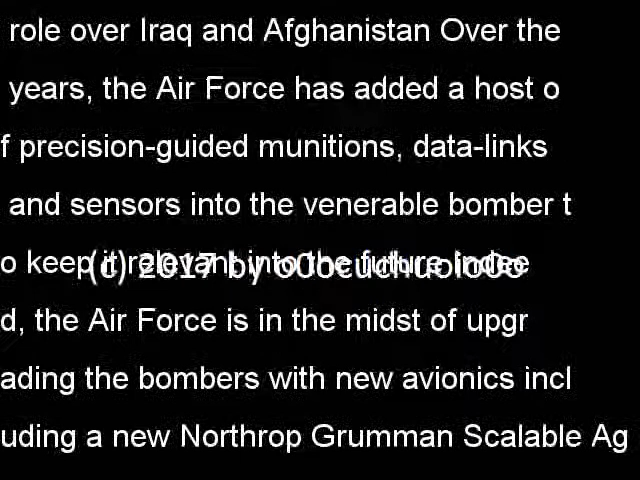 role over Iraq and Afghanistan Over the
years, the Air Force has added a host o
f precision-guided munitions, data-links
and sensors into the venerable bomber t
o keep it relevant into the future indee
(c) 2017 by
d, the Air Force is in the midst of upgr
ading the bombers with new avionics incl
uding a new Northrop Grumman Scalable Ag